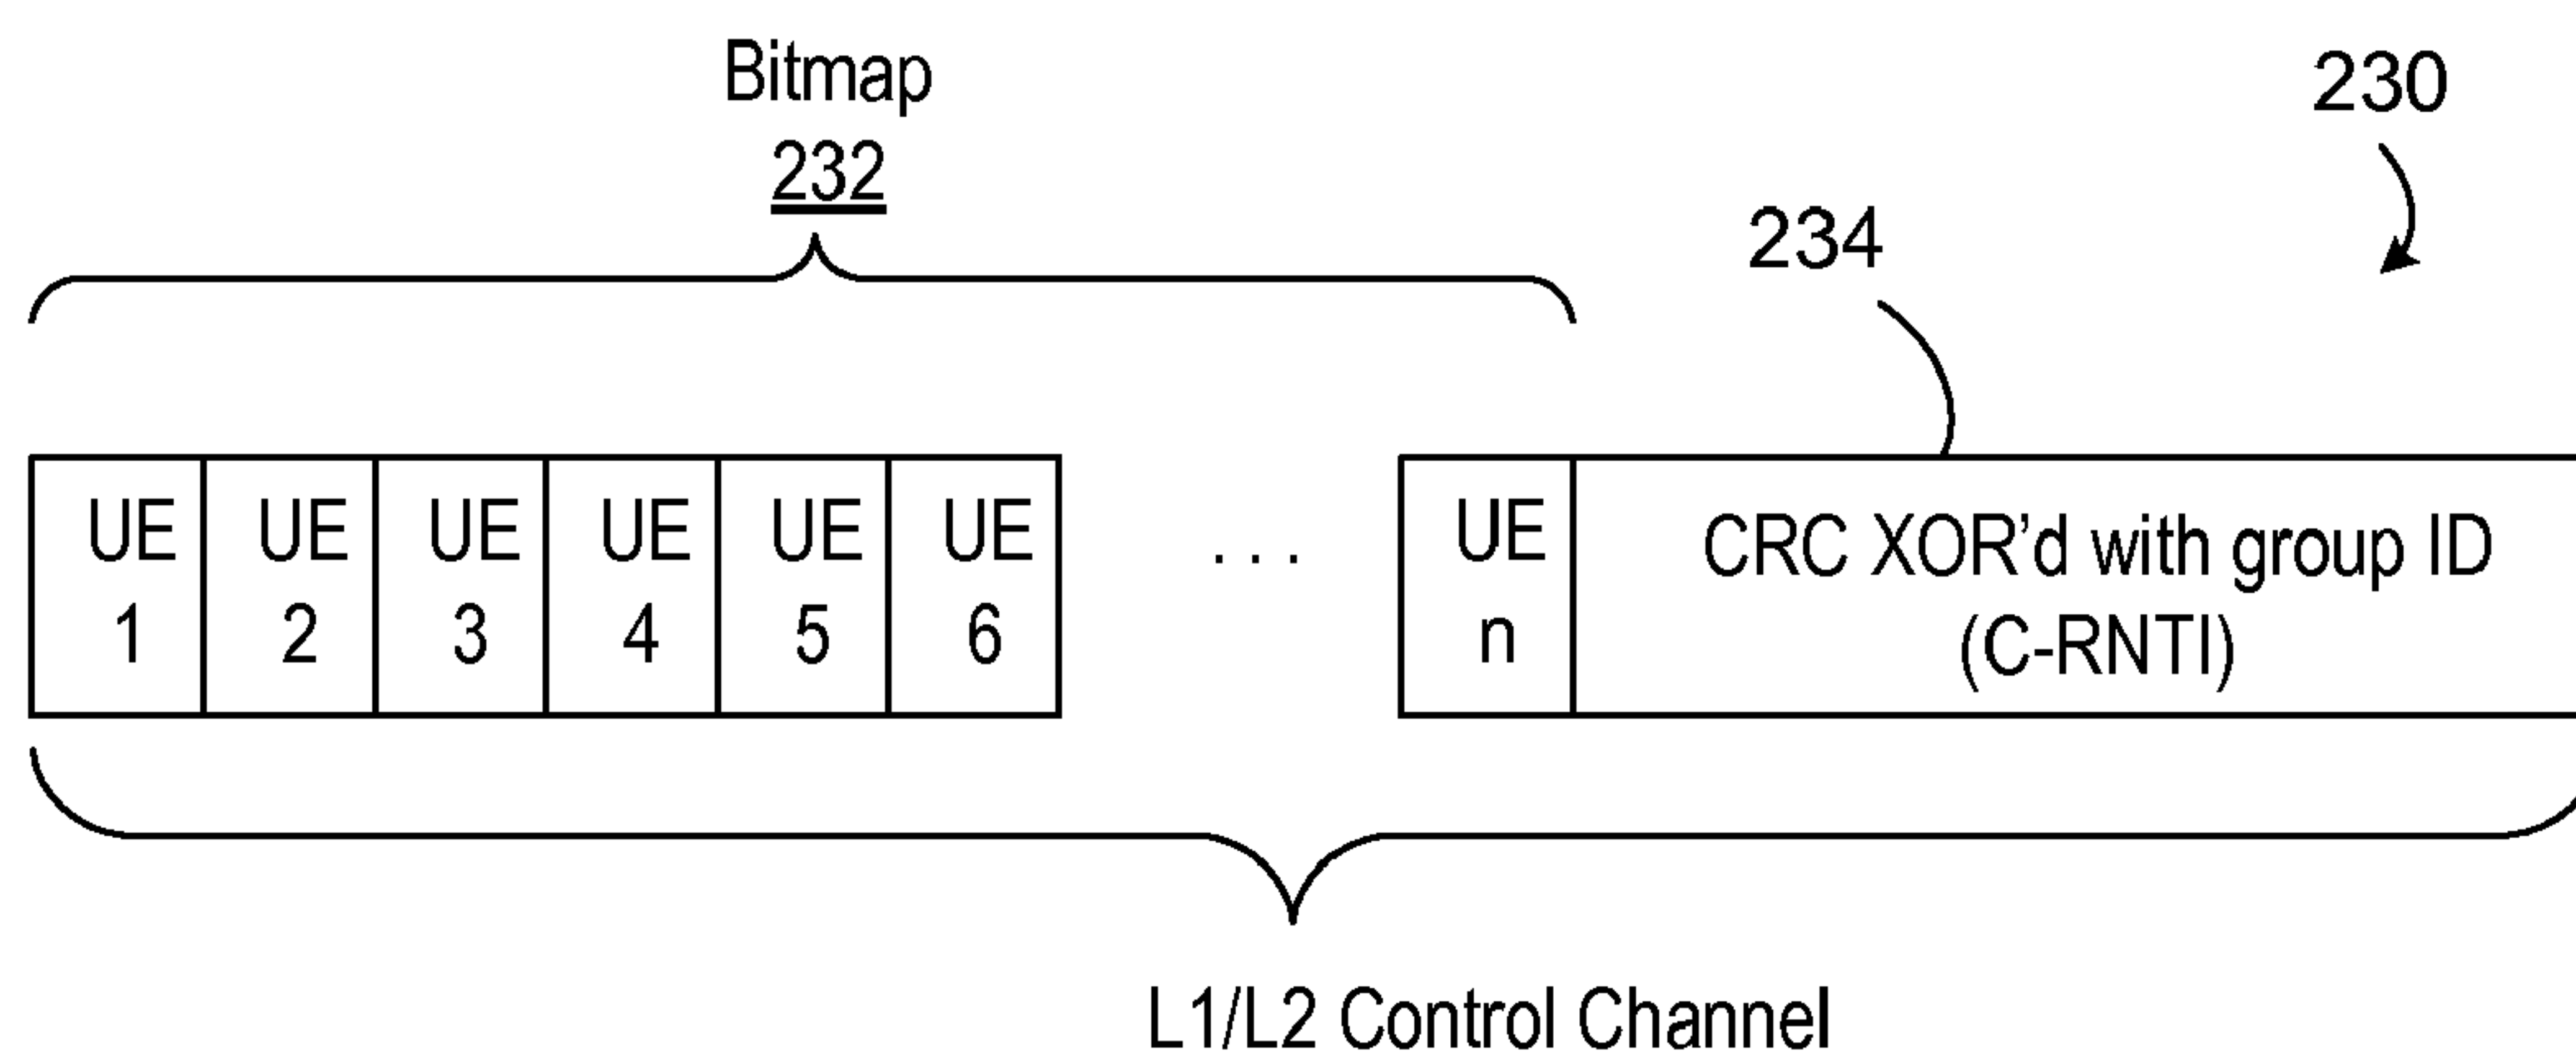 Bitmap
232
230
234
UE 1
UE 2
UE 3
UE 4
UE 5
UE 6
. . .
UE n
CRC XOR’d with group ID
(C-RNTI)
L1/L2 Control Channel